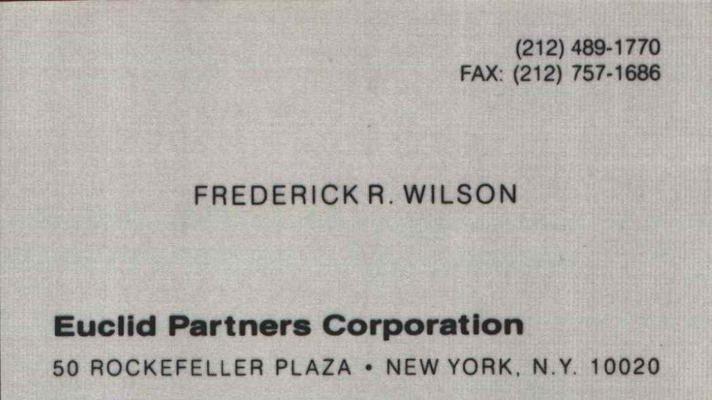 (212) 489-1770
FAX: (212) 757-1686
FREDERICK R. WILSON
Euclid Partners Corporation
50 ROCKEFELLER PLAZA • NEW YORK, N.Y. 10020